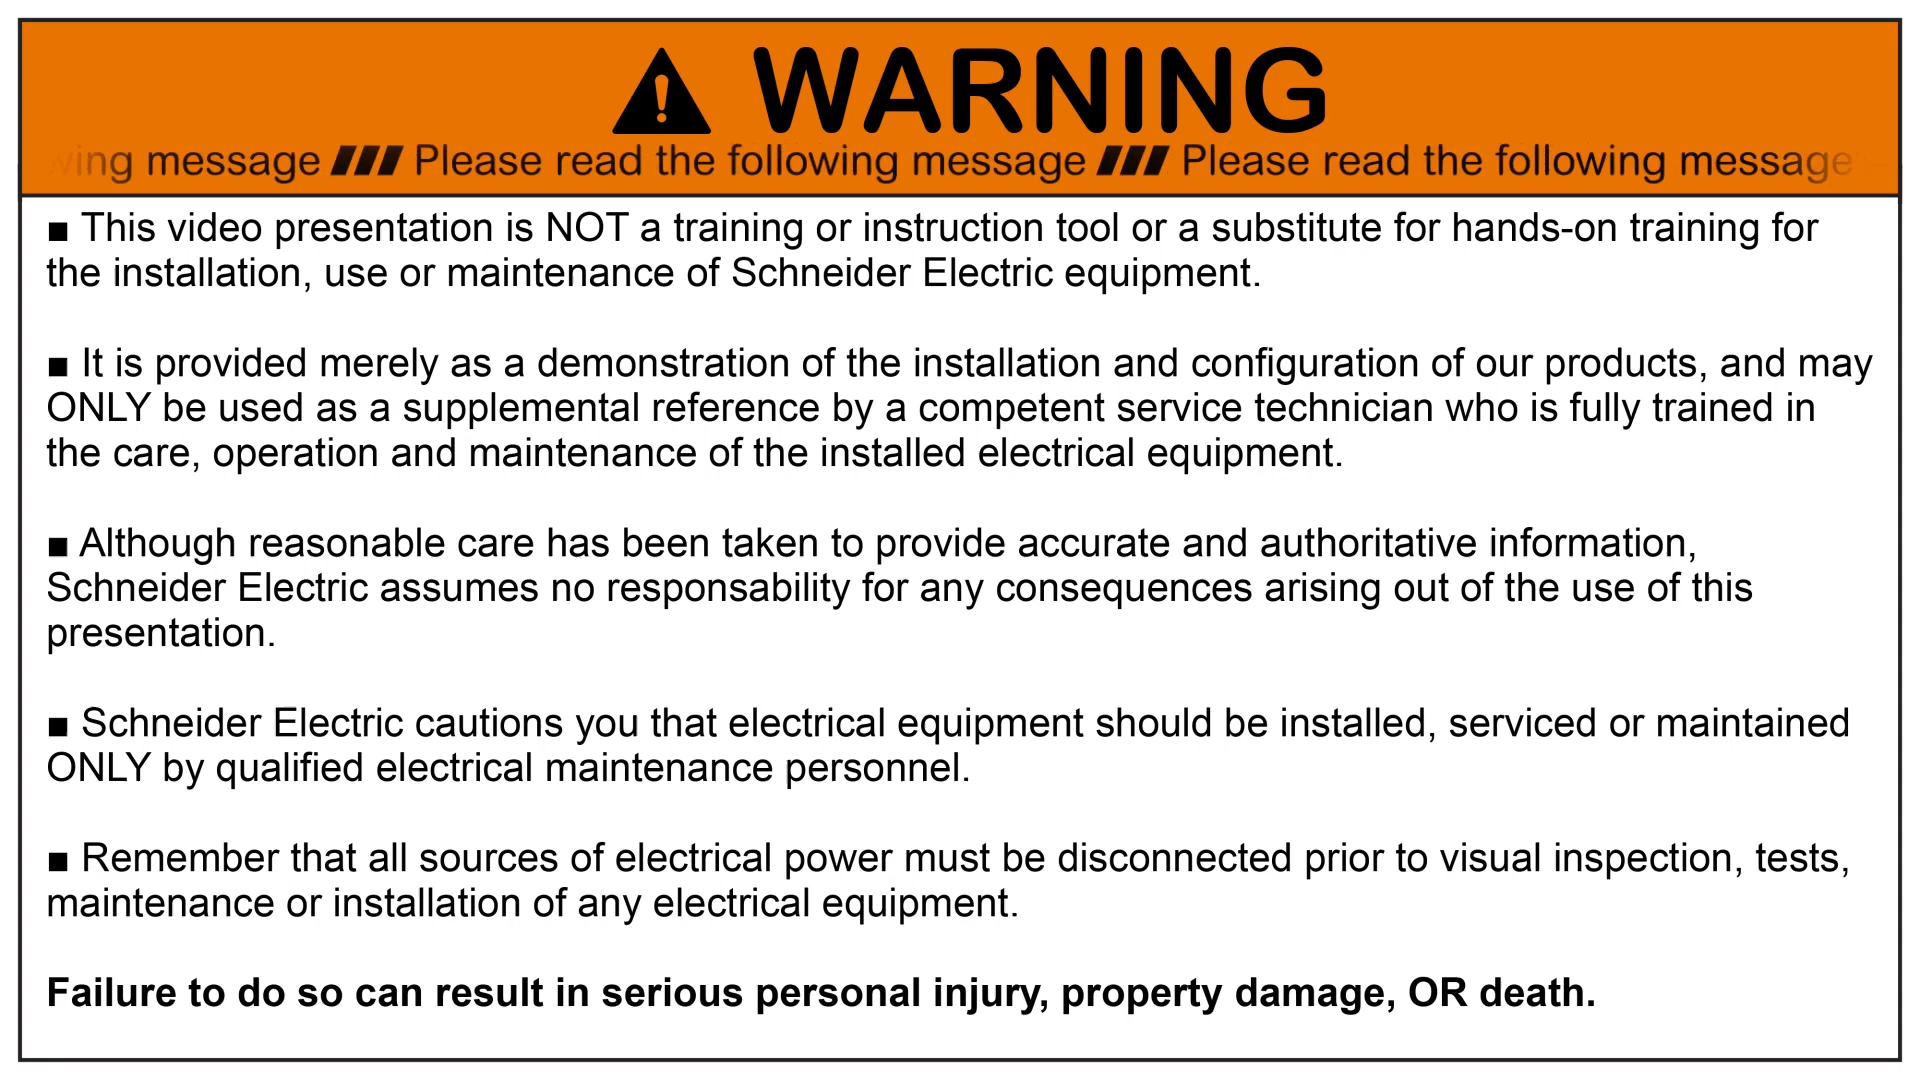 WARNING
wing message /// Please read the following message /// Please read the following message
■ This video presentation is NOT a training or instruction tool or a substitute for hands-on training for
the installation, use or maintenance of Schneider Electric equipment.
■ It is provided merely as a demonstration of the installation and configuration of our products, and may
ONLY be used as a supplemental reference by a competent service technician who is fully trained in
the care, operation and maintenance of the installed electrical equipment.
■ Although reasonable care has been taken to provide accurate and authoritative information,
Schneider Electric assumes no responsability for any consequences arising out of the use of this
presentation.
■ Schneider Electric cautions you that electrical equipment should be installed, serviced or maintained
ONLY by qualified electrical maintenance personnel.
■ Remember that all sources of electrical power must be disconnected prior to visual inspection, tests,
maintenance or installation of any electrical equipment.
Failure to do so can result in serious personal injury, property damage, OR death.